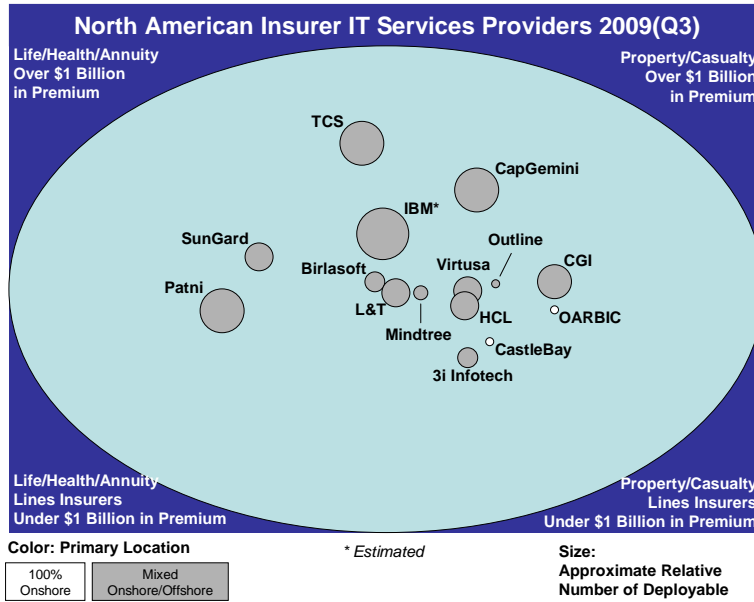 North American Insurer IT Services Providers 2009(Q3)
Life/Health/Annuity
Over $1 Billion
in Premium
Property/Casualty
Over $1 Billion
in Premium
TCS
CapGemini
IBM*
SunGard
Outline
Birlasoft
Virtusa
CGI
Patni
L&T
HCL
OARBIC
Mindtree
CastleBay
3i Infotech
Life/Health/Annuity
Lines Insurers
Under $1 Billion in Premium
Property/Casualty
Lines Insurers
Under $1 Billion in Premium
Color: Primary Location
100%
Onshore
Mixed
Onshore/Offshore
* Estimated
Size:
Approximate Relative
Number of Deployable